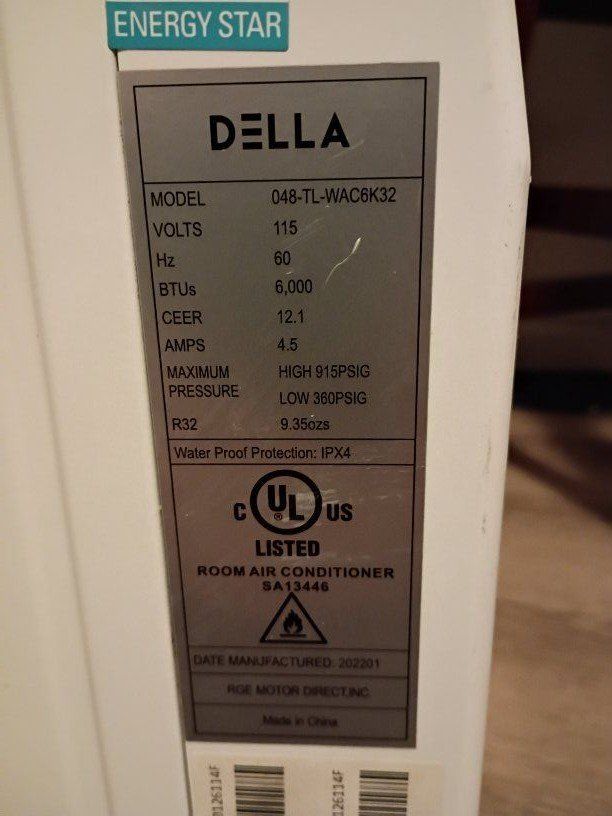 ENERGY STAR
DELLA
MODEL 048-TL-WAC6K32
VOLTS 115
Hz 60
BTUs 6,000
CEER 12.1
AMPS 4.5
MAXIMUM PRESSURE HIGH 915PSIG
LOW 360PSIG
R32 9.35ozs
Water Proof Protection: IPX4
C UL ® US
LISTED
ROOM AIR CONDITIONER
SA13446
DATE MANUFACTURED: 202201
RGE MOTOR DIRECT,INC
Made in China
126114F
126114F